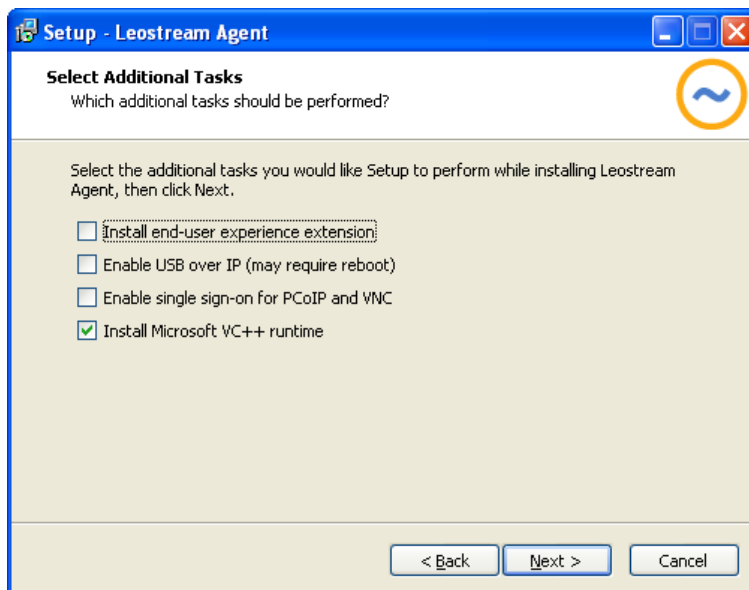 Setup - Leostream Agent
Select Additional Tasks
Which additional tasks should be performed?
Select the additional tasks you would like Setup to perform while installing Leostream
Agent, then click Next.
Install end-user experience extension
Enable USB over IP (may require reboot)
Enable single sign-on for PCoIP and VNC
Install Microsoft VC++ runtime
< Back Next > Cancel